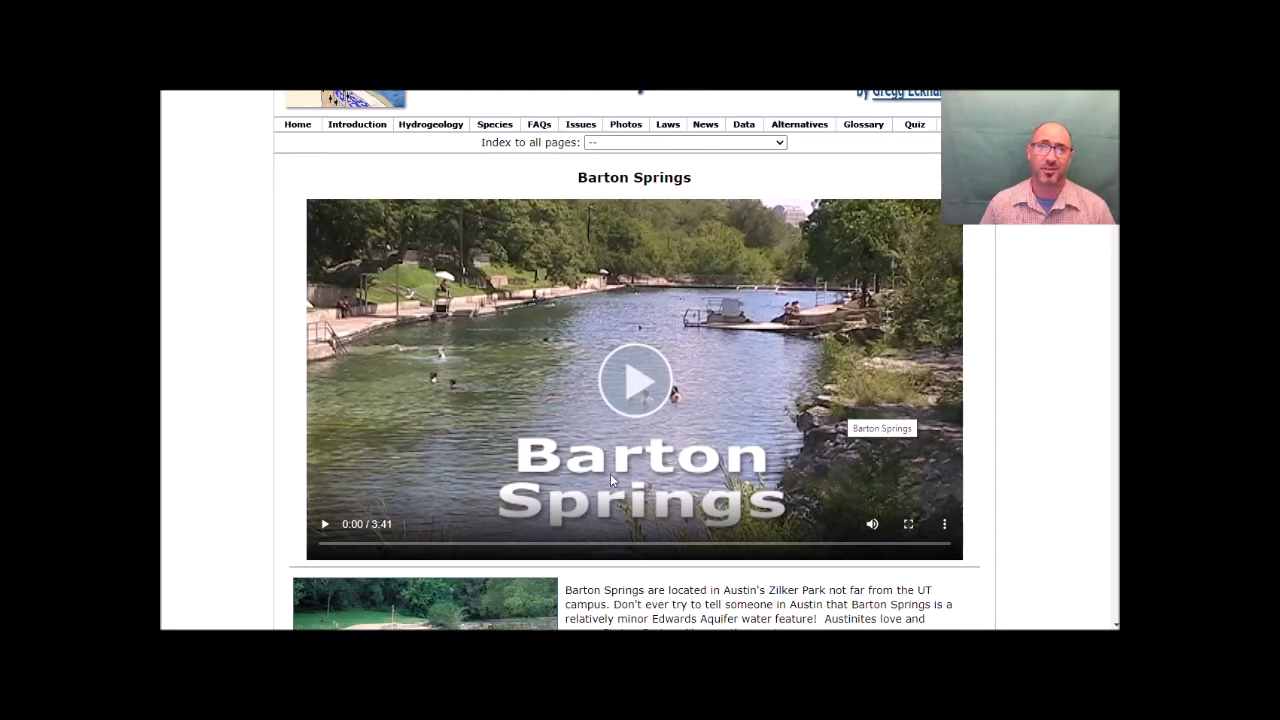 by Gregg Eckhar
Home Introduction Hydrogeology Species FAQs Issues Photos Laws News Data Alternatives Glossary Quiz
Index to all pages: --
Barton Springs
Barton Springs
Barton
Springs
0:00 / 3:41
Barton Springs are located in Austin's Zilker Park not far from the UT
campus. Don't ever try to tell someone in Austin that Barton Springs is a
relatively minor Edwards Aquifer water feature! Austinites love and